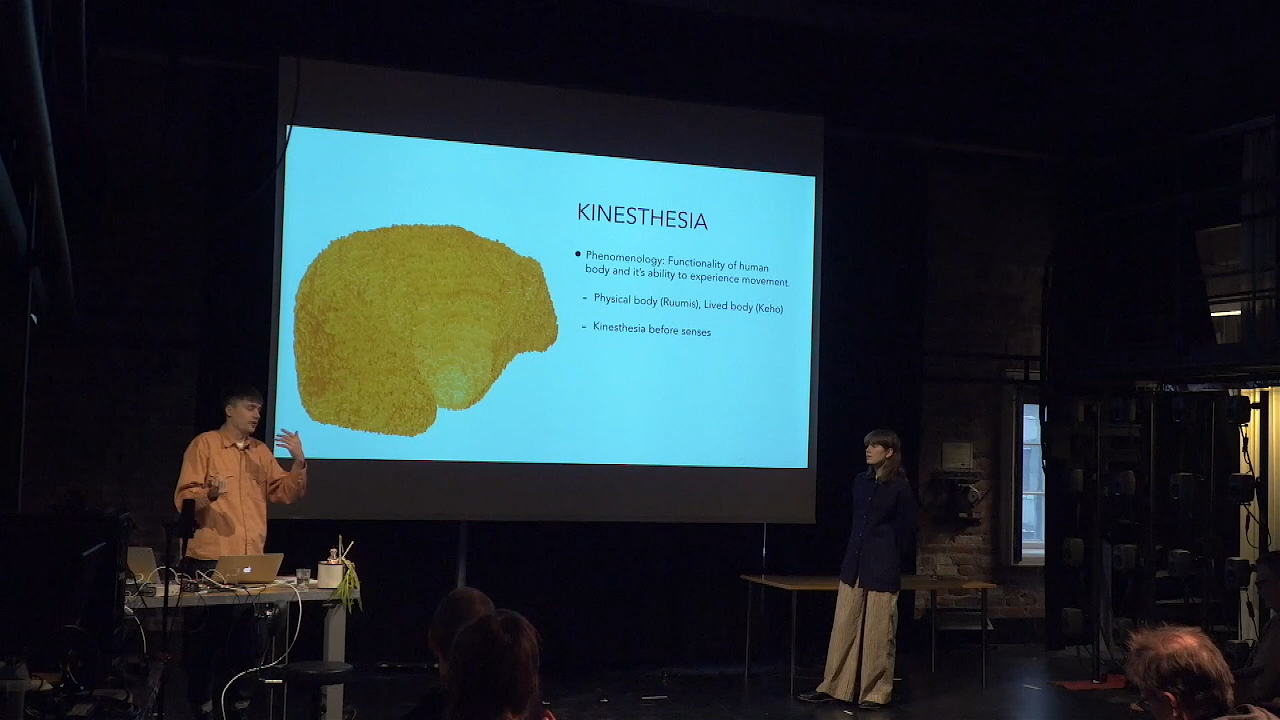 KINESTHESIA
● Phenomenology: Functionality of human
body and it's ability to experience movement.
- Physical body (Ruumis), Lived body (Keho)
- Kinesthesia before senses